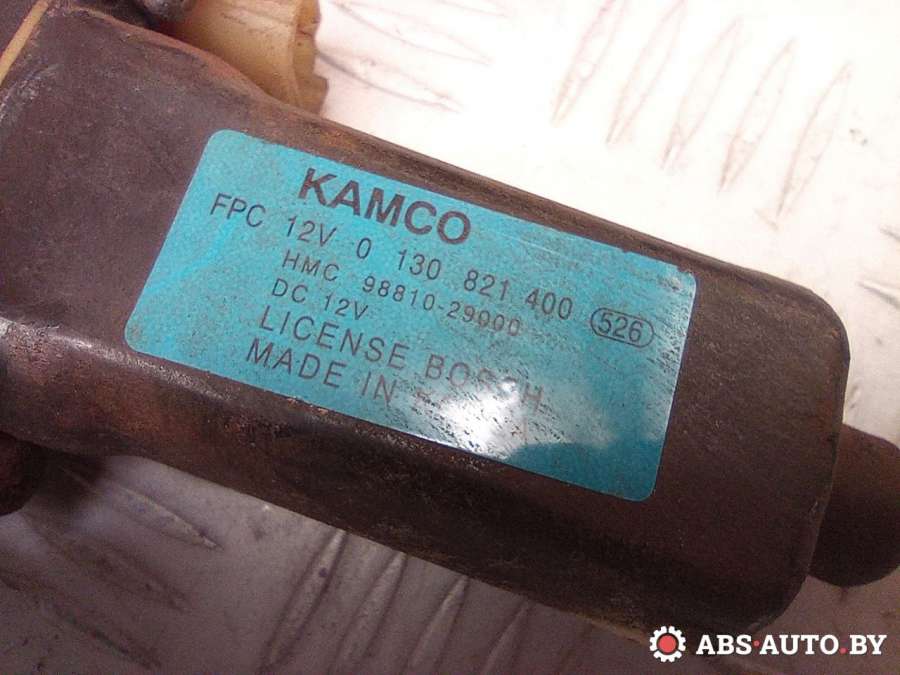 KAMCO
FPC 12V 0 130 821 400 526
HMC 98810-29000
DC 12V
LICENSE BOSCH
MADE IN
ABS-AUTO.BY